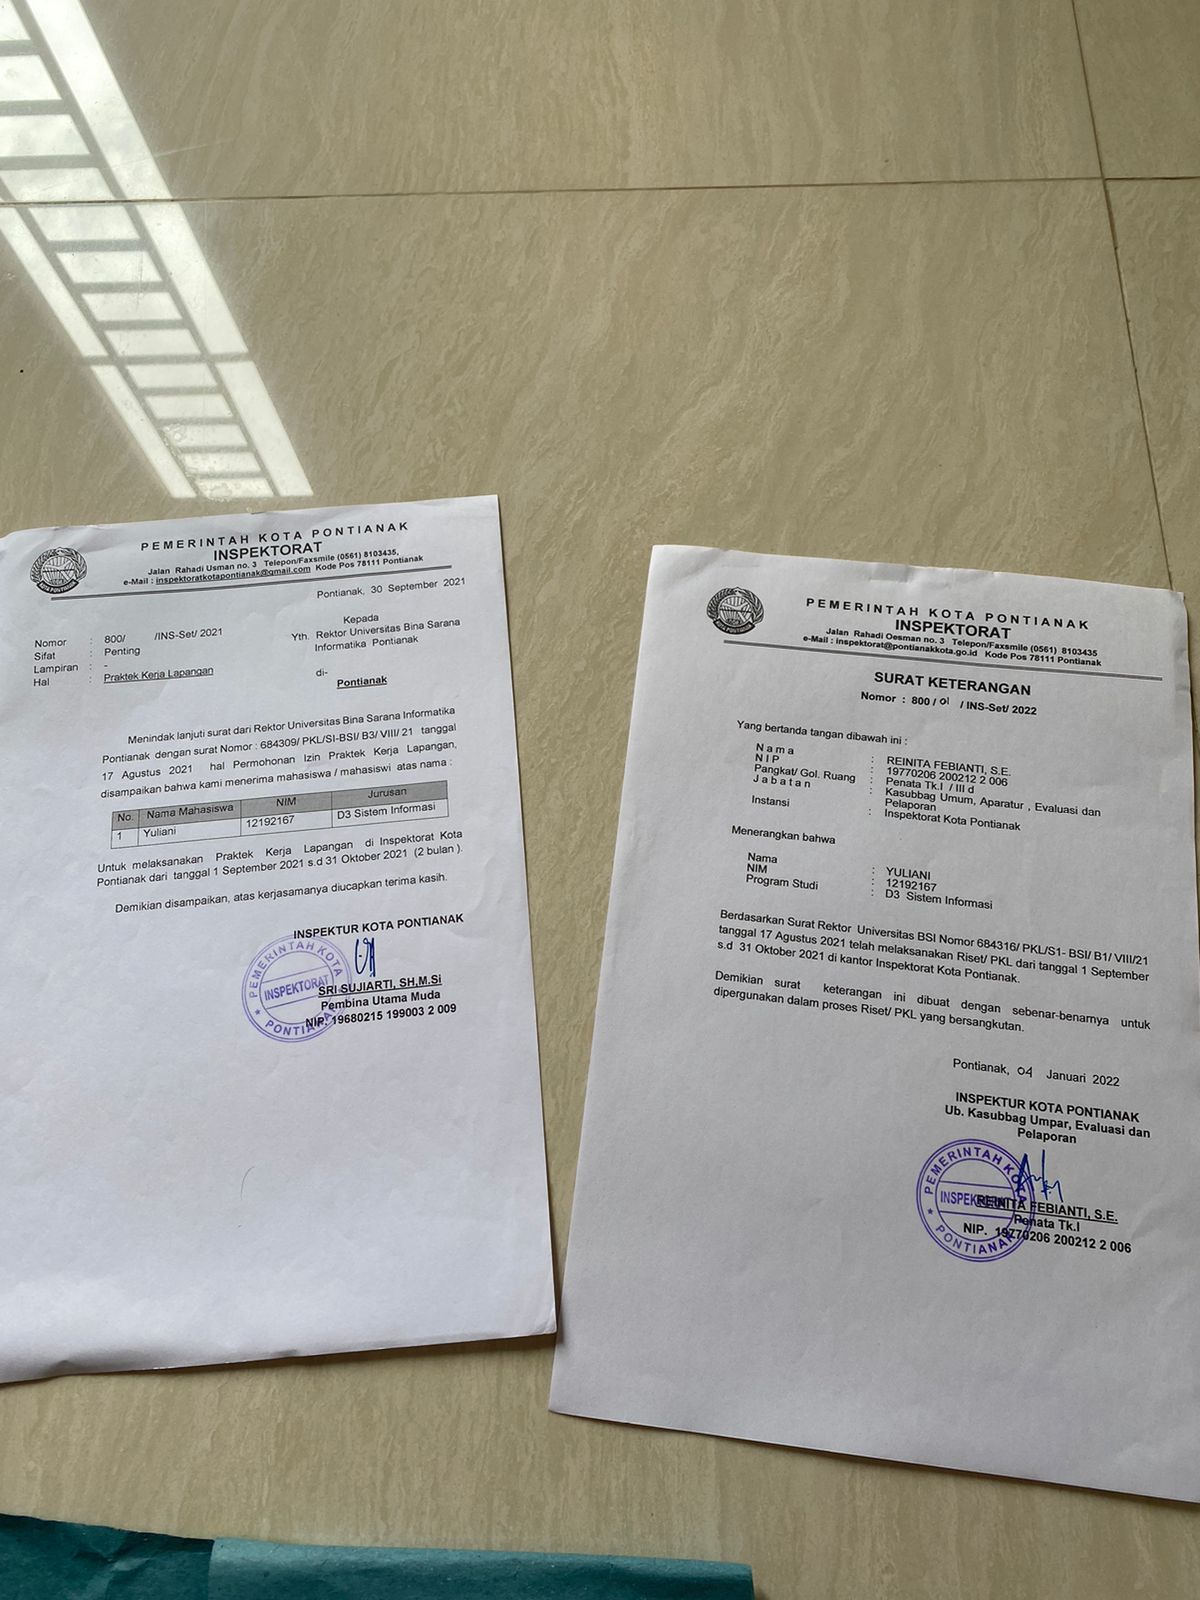 PEMERINTAH KOTA PONTIANAK
INSPEKTORAT
Jalan Rahadi Usman no. 3 Telepon/Faxsmile (0561) 8103435,
e-Mail : inspektoratkotapontianak@gmail.com Kode Pos 78111 Pontianak
KOTA PONTIANAK
Pontianak, 30 September 2021
Kepada
Nomor : 800/ /INS-Set/ 2021 Yth. Rektor Universitas Bina Sarana
Sifat : Penting Informatika Pontianak
Lampiran : -
Hal : Praktek Kerja Lapangan di-
Pontianak
Menindak lanjuti surat dari Rektor Universitas Bina Sarana Informatika
Pontianak dengan surat Nomor : 684309/ PKL/SI-BSI/ B3/ VIII/ 21 tanggal
17 Agustus 2021 hal Permohonan Izin Praktek Kerja Lapangan,
disampaikan bahwa kami menerima mahasiswa / mahasiswi atas nama :
No. Nama Mahasiswa NIM Jurusan
1 Yuliani 12192167 D3 Sistem Informasi
Untuk melaksanakan Praktek Kerja Lapangan di Inspektorat Kota
Pontianak dari tanggal 1 September 2021 s.d 31 Oktober 2021 (2 bulan ).
Demikian disampaikan, atas kerjasamanya diucapkan terima kasih.
INSPEKTUR KOTA PONTIANAK
PEMERINTAH KOTA
INSPEKTORAT
PONTIANAK
SRI SUJIARTI, SH,M.Si
Pembina Utama Muda
NIP. 19680215 199003 2 009
PEMERINTAH KOTA PONTIANAK
INSPEKTORAT
Jalan Rahadi Oesman no. 3 Telepon/Faxsmile (0561) 8103435
e-Mail : inspektorat@pontianakkota.go.id Kode Pos 78111 Pontianak
KOTA PONTIANAK
SURAT KETERANGAN
Nomor : 800 / 01 / INS-Set/ 2022
Yang bertanda tangan dibawah ini :
N a m a : REINITA FEBIANTI, S.E.
N I P : 19770206 200212 2 006
Pangkat/ Gol. Ruang : Penata Tk.I / III d
J a b a t a n : Kasubbag Umum, Aparatur , Evaluasi dan
Pelaporan
Instansi : Inspektorat Kota Pontianak
Menerangkan bahwa
Nama : YULIANI
NIM : 12192167
Program Studi : D3 Sistem Informasi
Berdasarkan Surat Rektor Universitas BSI Nomor 684316/ PKL/S1- BSI/ B1/ VIII/21
tanggal 17 Agustus 2021 telah melaksanakan Riset/ PKL dari tanggal 1 September
s.d 31 Oktober 2021 di kantor Inspektorat Kota Pontianak.
Demikian surat keterangan ini dibuat dengan sebenar-benarnya untuk
dipergunakan dalam proses Riset/ PKL yang bersangkutan.
Pontianak, 04 Januari 2022
INSPEKTUR KOTA PONTIANAK
Ub. Kasubbag Umpar, Evaluasi dan
Pelaporan
PEMERINTAH KOTA
INSPEKTORAT
PONTIANAK
REINITA FEBIANTI, S.E.
Penata Tk.I
NIP. 19770206 200212 2 006